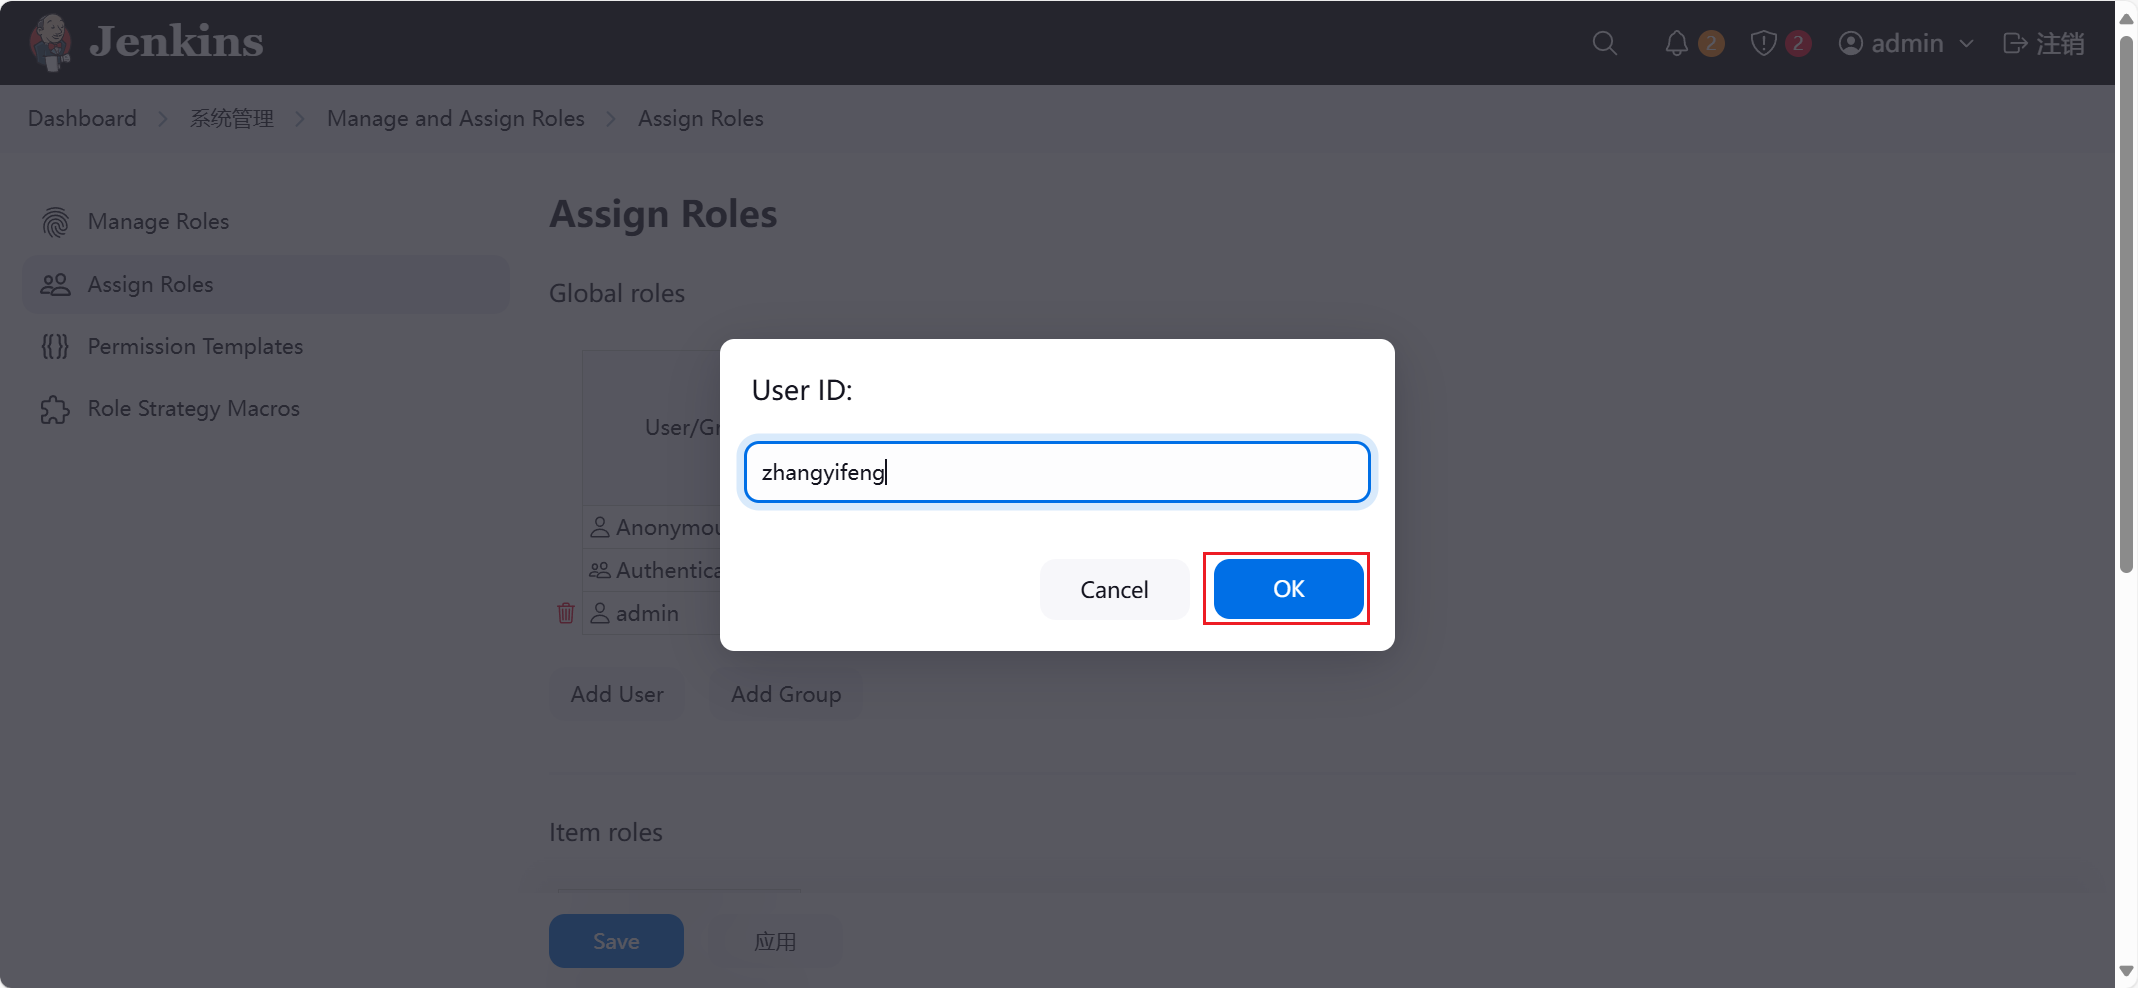 Jenkins
2
2
admin
注销
Dashboard
系统管理
Manage and Assign Roles
Assign Roles
Manage Roles
Assign Roles
Permission Templates
Role Strategy Macros
Assign Roles
Global roles
User/Gr
Anonymou
Authentica
admin
User ID:
zhangyifeng
Cancel
OK
Add User
Add Group
Item roles
Save
应用